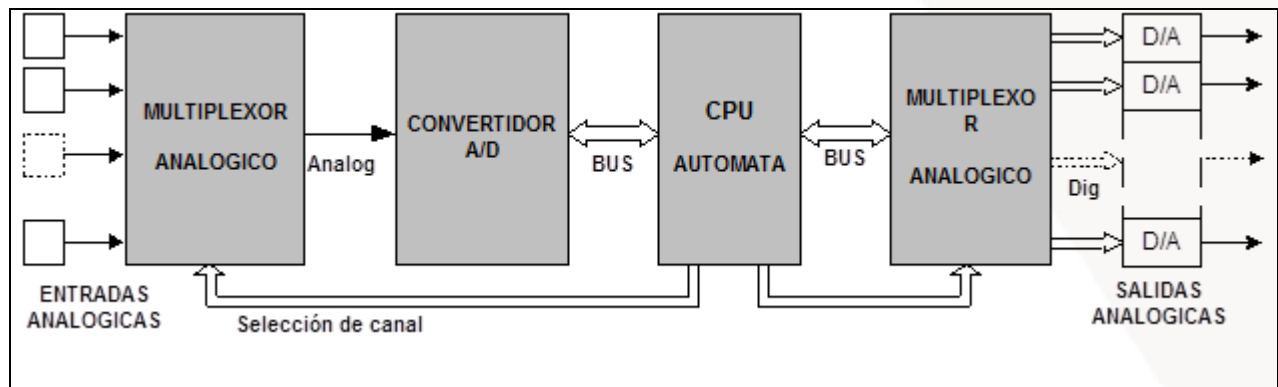 MULTIPLEXOR
ANALOGICO
Analog
CONVERTIDOR
A/D
BUS
CPU
AUTOMATA
BUS
MULTIPLEXO
R
ANALOGICO
Dig
D/A
D/A
D/A
ENTRADAS
ANALOGICAS
Selección de canal
SALIDAS
ANALOGICAS